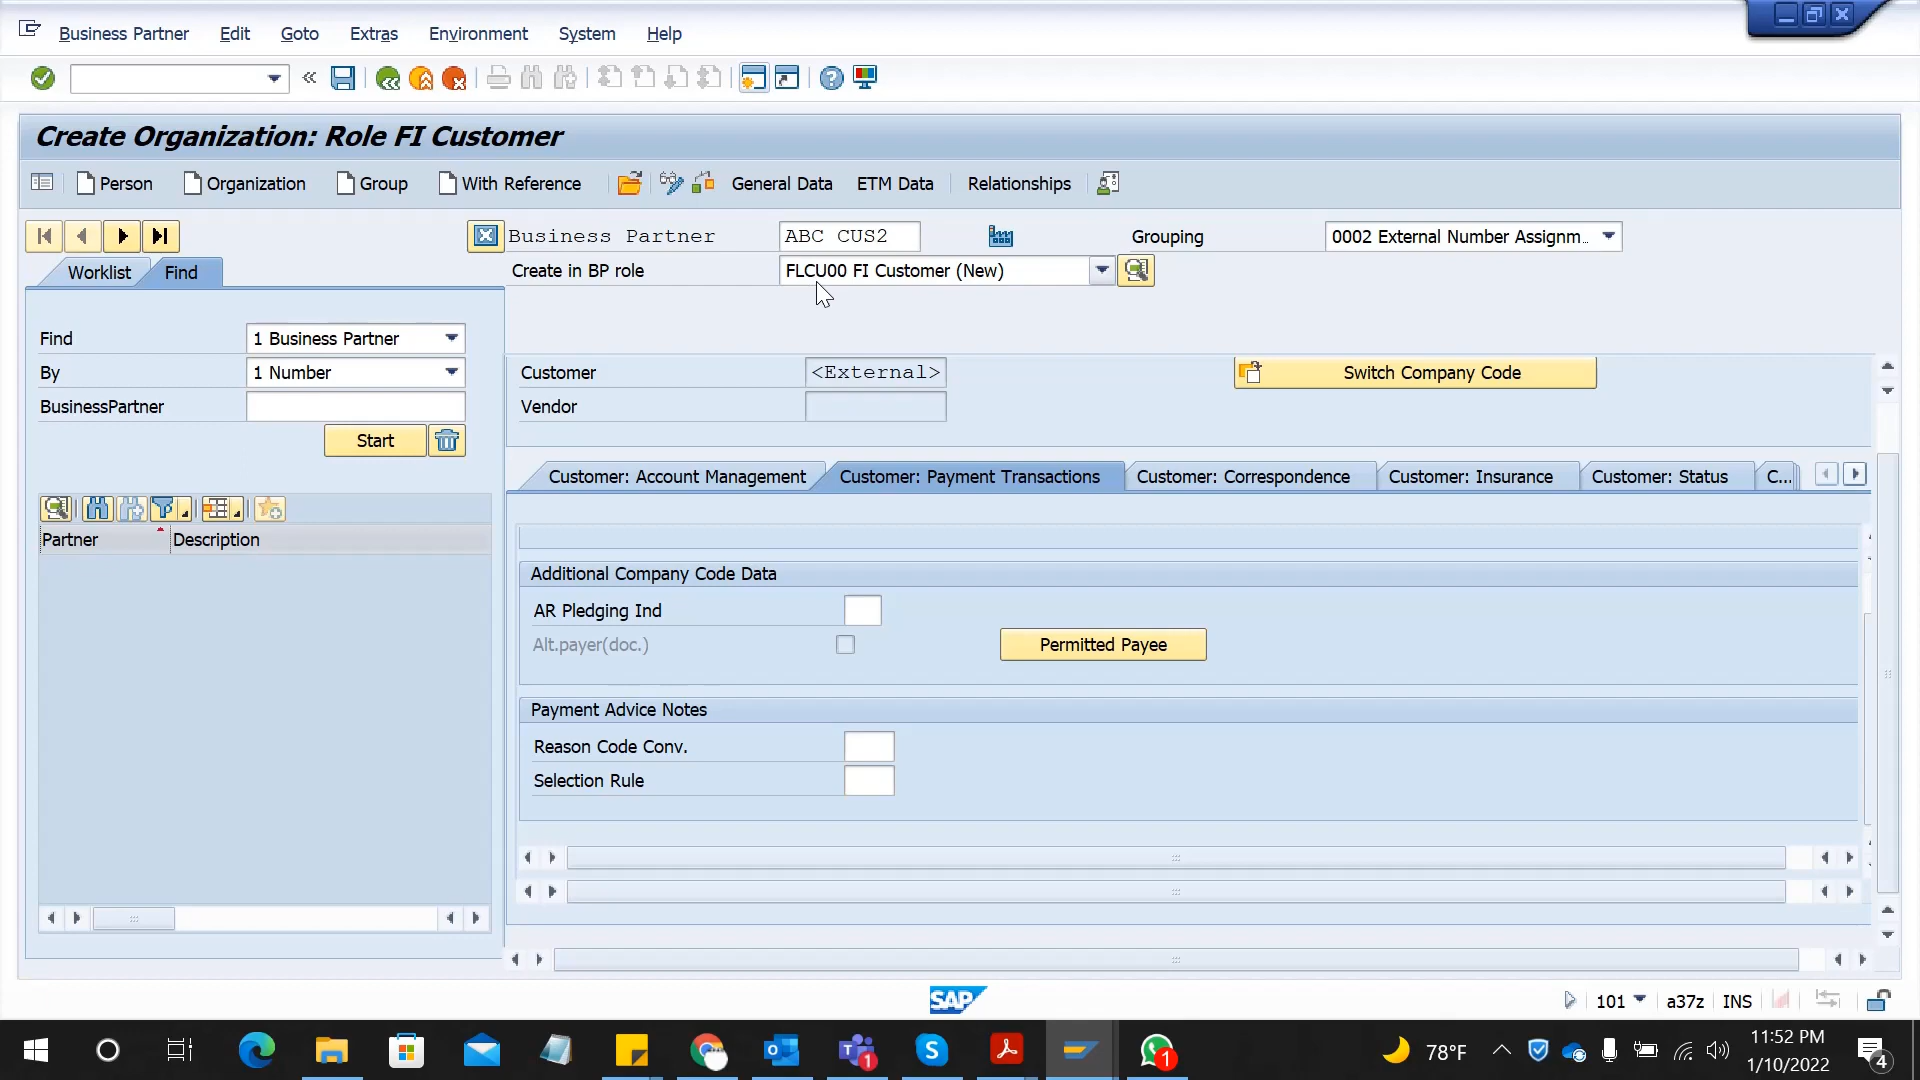 Business Partner Edit Goto Extras Environment System Help
Create Organization: Role FI Customer
Person Organization Group With Reference General Data ETM Data Relationships
Business Partner ABC CUS2 Grouping 0002 External Number Assignm..
Worklist Find
Create in BP role FLCU00 FI Customer (New)
Find 1 Business Partner
By 1 Number
BusinessPartner
Start
Partner Description
Customer <External> Switch Company Code
Vendor
Customer: Account Management Customer: Payment Transactions Customer: Correspondence Customer: Insurance Customer: Status C...
Additional Company Code Data
AR Pledging Ind
Alt.payer(doc.) Permitted Payee
Payment Advice Notes
Reason Code Conv.
Selection Rule
SAP
101 a37z INS
78°F
11:52 PM
1/10/2022
1
1
4